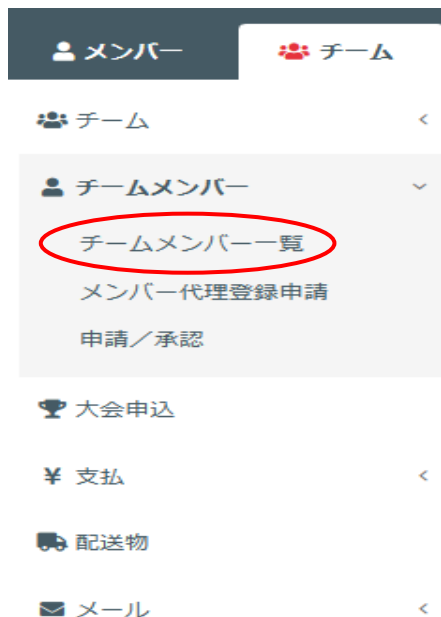 メンバー チーム
チーム
チームメンバー
チームメンバー一覧
メンバー代理登録申請
申請／承認
大会申込
¥ 支払
配送物
メール